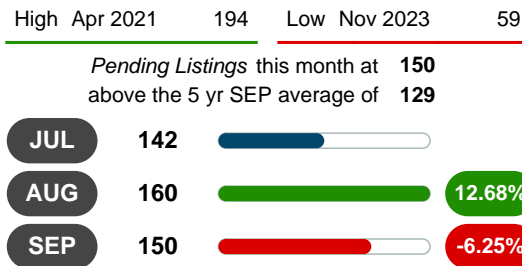 High Apr 2021 194 Low Nov 2023 59
Pending Listings this month at 150
above the 5 yr SEP average of 129
JUL 142
AUG 160 12.68%
SEP 150 -6.25%